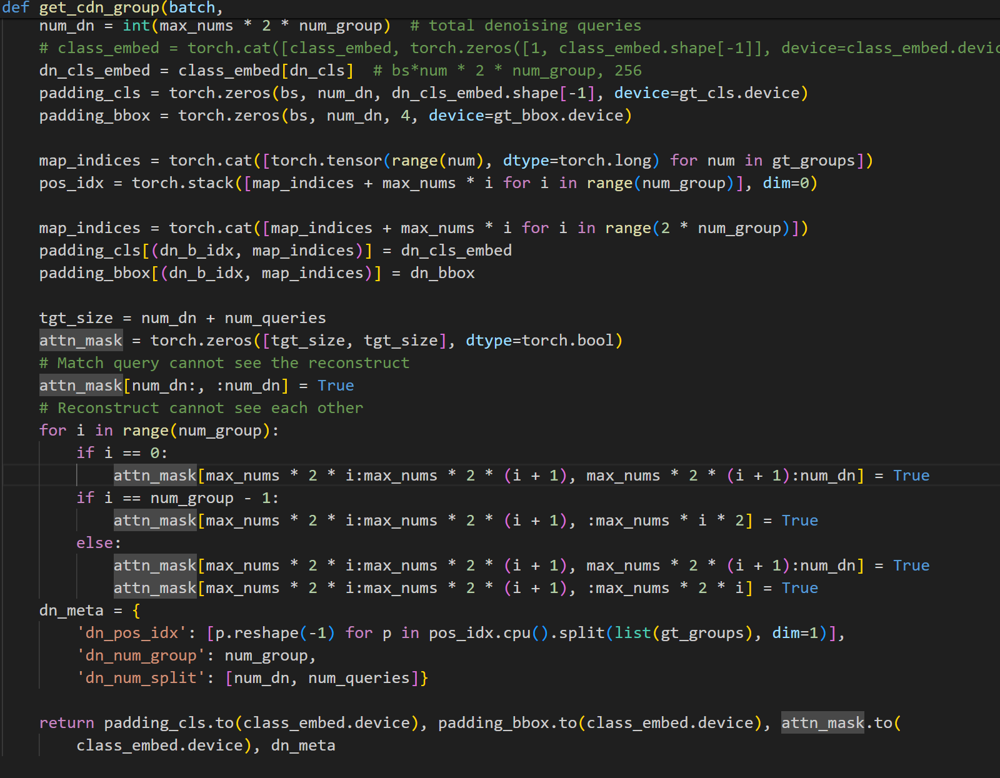 def get_cdn_group(batch,
    num_dn = int(max_nums * 2 * num_group)  # total denoising queries
    # class_embed = torch.cat([class_embed, torch.zeros([1, class_embed.shape[-1]], device=class_embed.devic
    dn_cls_embed = class_embed[dn_cls]  # bs*num * 2 * num_group, 256
    padding_cls = torch.zeros(bs, num_dn, dn_cls_embed.shape[-1], device=gt_cls.device)
    padding_bbox = torch.zeros(bs, num_dn, 4, device=gt_bbox.device)

    map_indices = torch.cat([torch.tensor(range(num), dtype=torch.long) for num in gt_groups])
    pos_idx = torch.stack([map_indices + max_nums * i for i in range(num_group)], dim=0)

    map_indices = torch.cat([map_indices + max_nums * i for i in range(2 * num_group)])
    padding_cls[(dn_b_idx, map_indices)] = dn_cls_embed
    padding_bbox[(dn_b_idx, map_indices)] = dn_bbox

    tgt_size = num_dn + num_queries
    attn_mask = torch.zeros([tgt_size, tgt_size], dtype=torch.bool)
    # Match query cannot see the reconstruct
    attn_mask[num_dn:, :num_dn] = True
    # Reconstruct cannot see each other
    for i in range(num_group):
        if i == 0:
            attn_mask[max_nums * 2 * i:max_nums * 2 * (i + 1), max_nums * 2 * (i + 1):num_dn] = True
        if i == num_group - 1:
            attn_mask[max_nums * 2 * i:max_nums * 2 * (i + 1), :max_nums * i * 2] = True
        else:
            attn_mask[max_nums * 2 * i:max_nums * 2 * (i + 1), max_nums * 2 * (i + 1):num_dn] = True
            attn_mask[max_nums * 2 * i:max_nums * 2 * (i + 1), :max_nums * 2 * i] = True
    dn_meta = {
        'dn_pos_idx': [p.reshape(-1) for p in pos_idx.cpu().split(list(gt_groups), dim=1)],
        'dn_num_group': num_group,
        'dn_num_split': [num_dn, num_queries]}

    return padding_cls.to(class_embed.device), padding_bbox.to(class_embed.device), attn_mask.to(
        class_embed.device), dn_meta